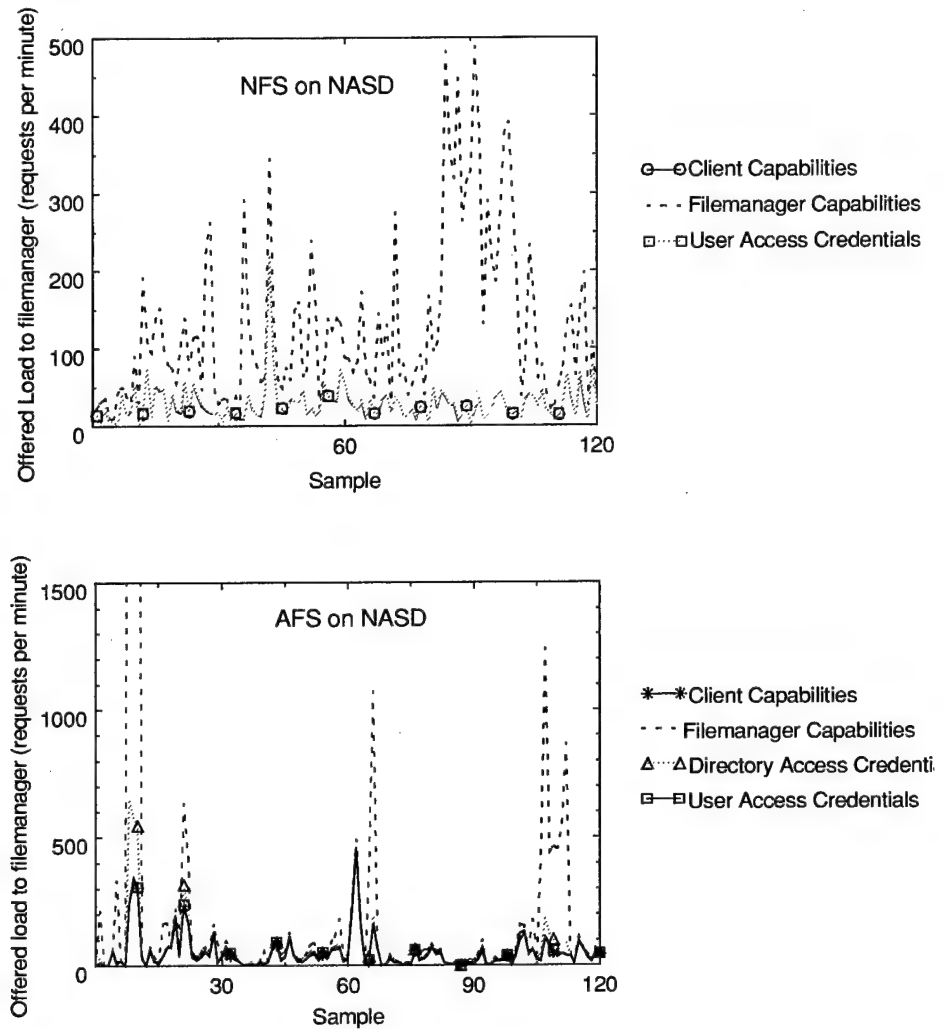 Offered Load to filemanager (requests per minute)
500
400
300
200
100
0
NFS on NASD
60
120
Sample
Client Capabilities
Filemanager Capabilities
User Access Credentials
Offered load to filemanager (requests per minute)
1500
1000
500
0
AFS on NASD
30
60
90
120
Sample
Client Capabilities
Filemanager Capabilities
Directory Access Credenti
User Access Credentials